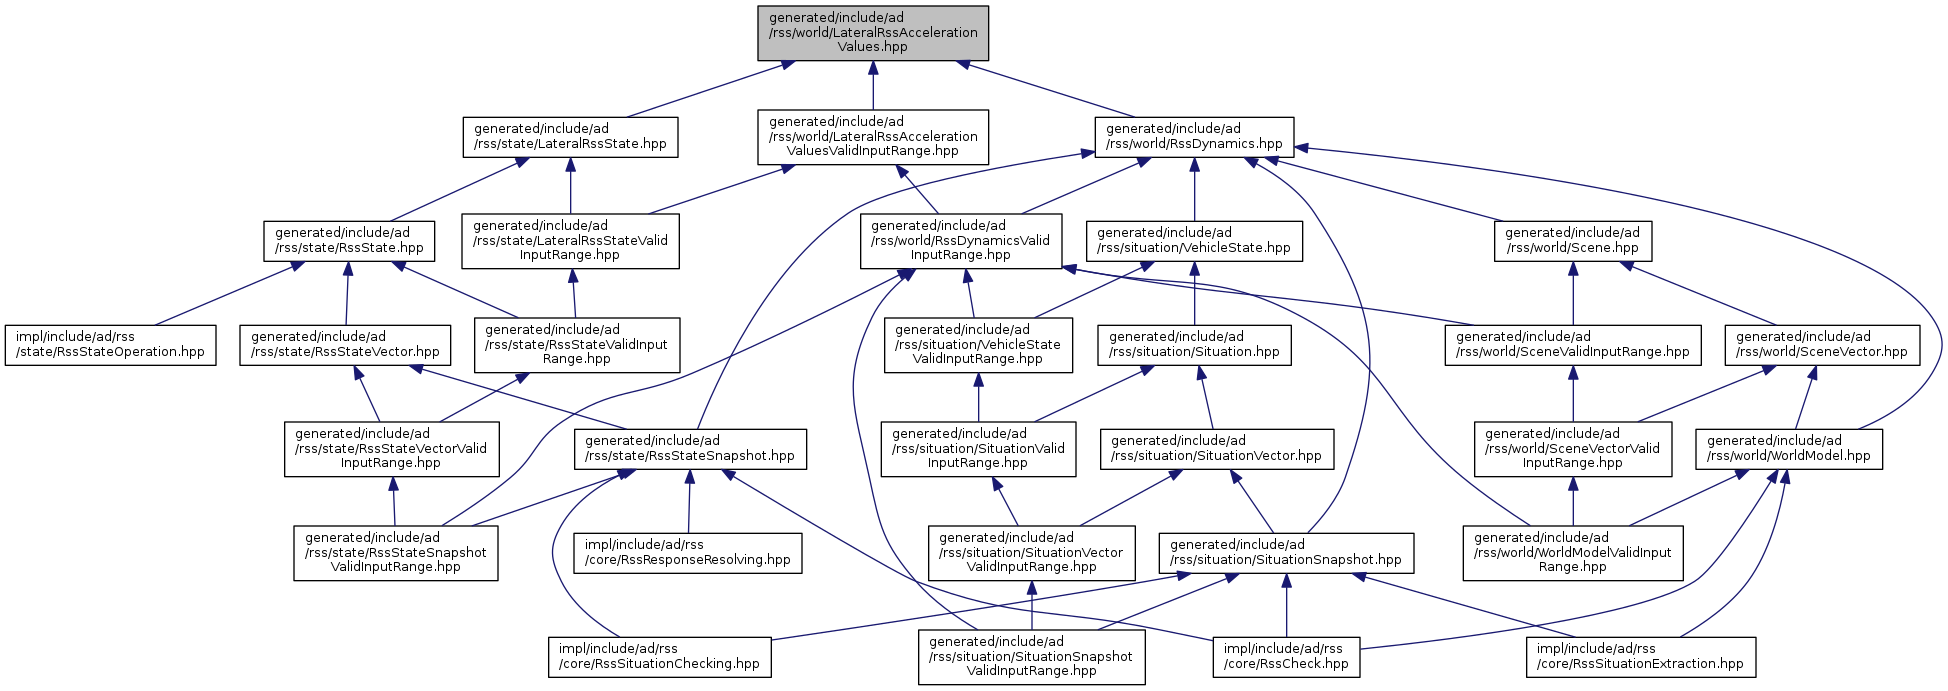 generated/include/ad
/rss/world/LateralRssAcceleration
Values.hpp
generated/include/ad
/rss/state/LateralRssState.hpp
generated/include/ad
/rss/world/LateralRssAcceleration
ValuesValidInputRange.hpp
generated/include/ad
/rss/world/RssDynamics.hpp
generated/include/ad
/rss/state/RssState.hpp
generated/include/ad
/rss/state/LateralRssStateValid
InputRange.hpp
generated/include/ad
/rss/world/RssDynamicsValid
InputRange.hpp
generated/include/ad
/rss/situation/VehicleState.hpp
generated/include/ad
/rss/world/Scene.hpp
impl/include/ad/rss
/state/RssStateOperation.hpp
generated/include/ad
/rss/state/RssStateVector.hpp
generated/include/ad
/rss/state/RssStateValidInput
Range.hpp
generated/include/ad
/rss/situation/VehicleState
ValidInputRange.hpp
generated/include/ad
/rss/situation/Situation.hpp
generated/include/ad
/rss/world/SceneValidInputRange.hpp
generated/include/ad
/rss/world/SceneVector.hpp
generated/include/ad
/rss/state/RssStateVectorValid
InputRange.hpp
generated/include/ad
/rss/state/RssStateSnapshot.hpp
generated/include/ad
/rss/situation/SituationValid
InputRange.hpp
generated/include/ad
/rss/situation/SituationVector.hpp
generated/include/ad
/rss/world/SceneVectorValid
InputRange.hpp
generated/include/ad
/rss/world/WorldModel.hpp
generated/include/ad
/rss/state/RssStateSnapshot
ValidInputRange.hpp
impl/include/ad/rss
/core/RssResponseResolving.hpp
generated/include/ad
/rss/situation/SituationVector
ValidInputRange.hpp
generated/include/ad
/rss/situation/SituationSnapshot.hpp
generated/include/ad
/rss/world/WorldModelValidInput
Range.hpp
impl/include/ad/rss
/core/RssSituationChecking.hpp
generated/include/ad
/rss/situation/SituationSnapshot
ValidInputRange.hpp
impl/include/ad/rss
/core/RssCheck.hpp
impl/include/ad/rss
/core/RssSituationExtraction.hpp